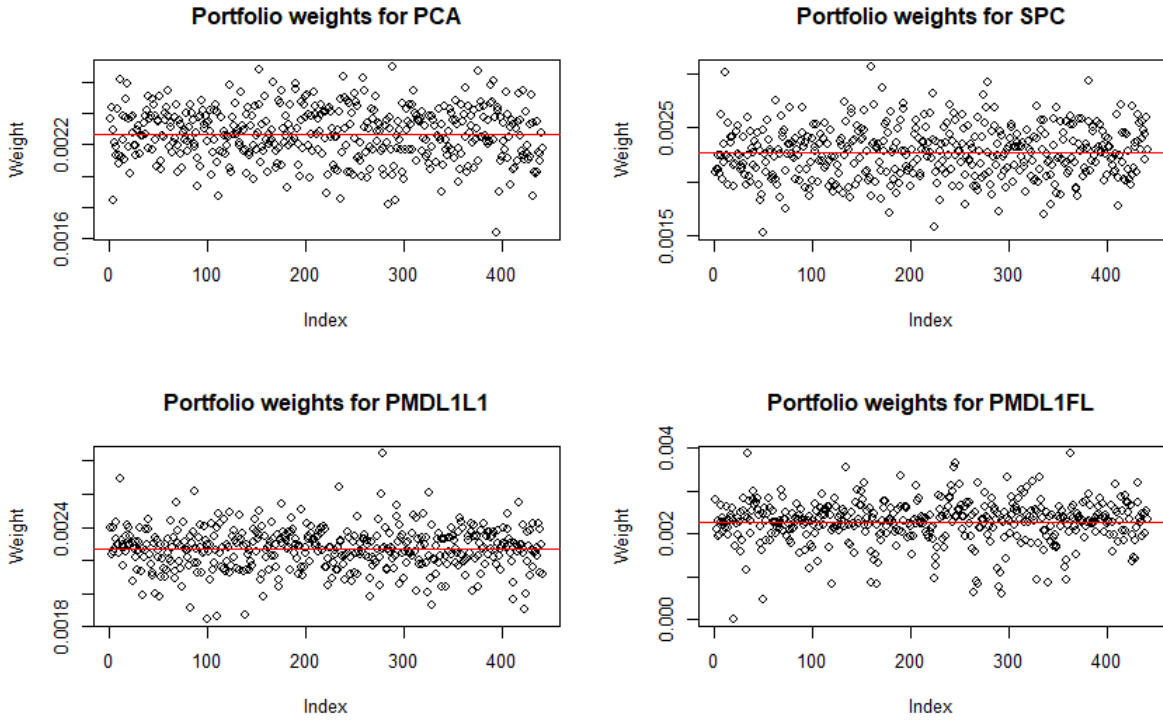 Portfolio weights for PCA
Weight
0.0022
0.0016
0 100 200 300 400
Index
Portfolio weights for SPC
Weight
0.0025
0.0015
0 100 200 300 400
Index
Portfolio weights for PMDL1L1
Weight
0.0024
0.0018
0 100 200 300 400
Index
Portfolio weights for PMDL1FL
Weight
0.004
0.002
0.000
0 100 200 300 400
Index